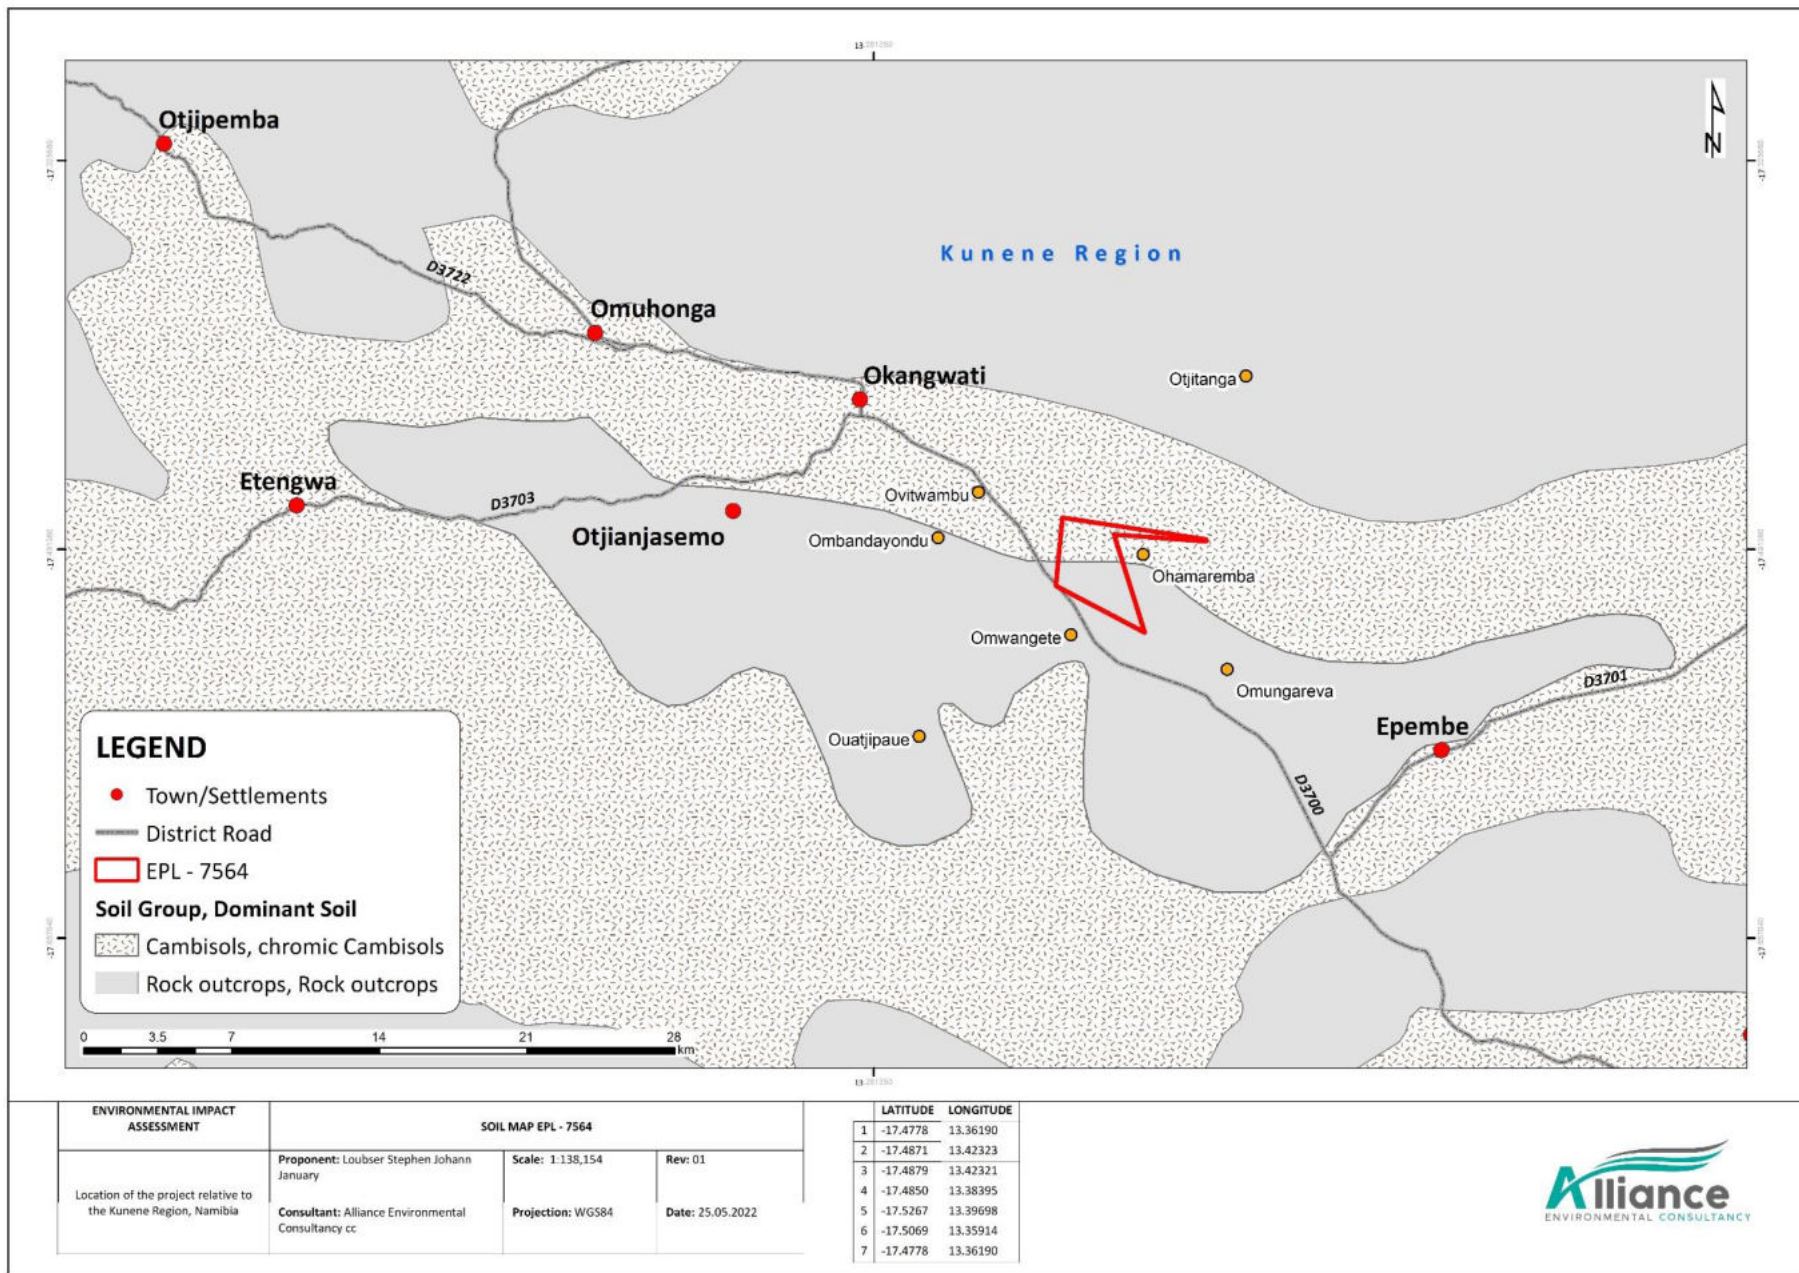 13.281350
Otjipemba
Kunene Region
N
D3722
Omuhonga
Okangwati
Otjitanga
Etengwa
D3703
Ovitwambu
Otjianjasemo
Ombandayondu
Ohamaremba
Omwangete
Omungareva
D3701
Epembe
Ouatjipaue
D3700
LEGEND
Town/Settlements
District Road
EPL - 7564
Soil Group, Dominant Soil
Cambisols, chromic Cambisols
Rock outcrops, Rock outcrops
0 3.5 7 14 21 28
km
13.281350
ENVIRONMENTAL IMPACT
ASSESSMENT
SOIL MAP EPL - 7564
Location of the project relative to
the Kunene Region, Namibia
Proponent: Loubser Stephen Johann
January
Scale: 1:138,154
Rev: 01
Consultant: Alliance Environmental
Consultancy cc
Projection: WGS84
Date: 25.05.2022
LATITUDE LONGITUDE
1 -17.4778 13.36190
2 -17.4871 13.42323
3 -17.4879 13.42321
4 -17.4850 13.38395
5 -17.5267 13.39698
6 -17.5069 13.35914
7 -17.4778 13.36190
Alliance
ENVIRONMENTAL CONSULTANCY